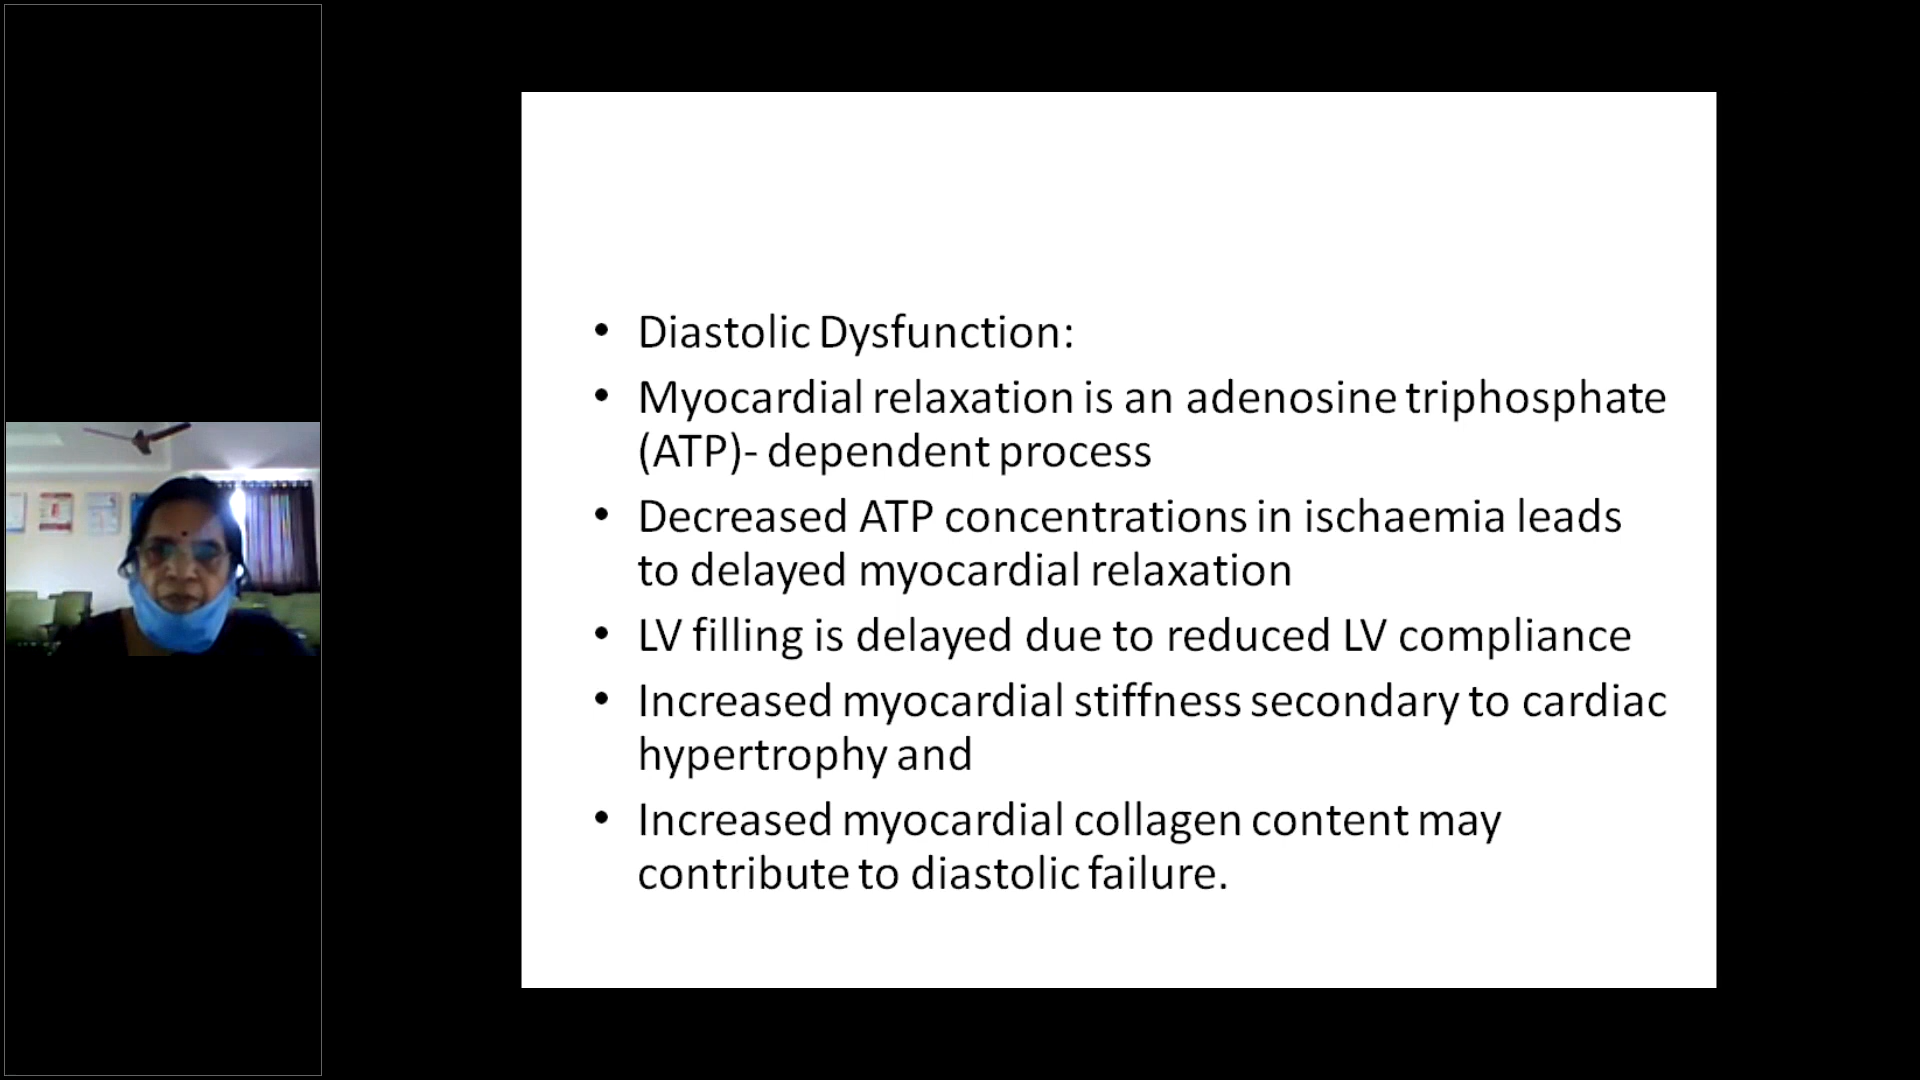 • Diastolic Dysfunction:
• Myocardial relaxation is an adenosine triphosphate
(ATP)- dependent process
• Decreased ATP concentrations in ischaemia leads
to delayed myocardial relaxation
• LV filling is delayed due to reduced LV compliance
• Increased myocardial stiffness secondary to cardiac
hypertrophy and
• Increased myocardial collagen content may
contribute to diastolic failure.